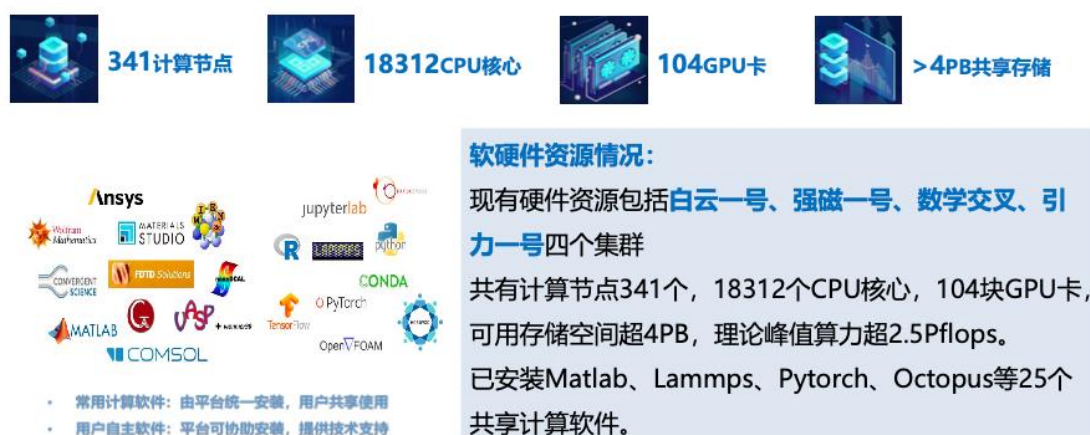 341计算节点
18312CPU核心
104GPU卡
>4PB共享存储
Ansys
Wolfram
Mathematica
MATERIALS
STUDIO
jupyterlab
R
LAMMPS
python
CONVERGENT
SCIENCE
FDTD Solutions
CONDA
MATLAB
VASP
TensorFlow
PyTorch
OpenFOAM
COMSOL
• 常用计算软件：由平台统一安装，用户共享使用
• 用户自主软件：平台可协助安装，提供技术支持
软硬件资源情况：
现有硬件资源包括白云一号、强磁一号、数学交叉、引
力一号四个集群
共有计算节点341个，18312个CPU核心，104块GPU卡，
可用存储空间超4PB，理论峰值算力超2.5Pflops。
已安装Matlab、Lammps、Pytorch、Octopus等25个
共享计算软件。